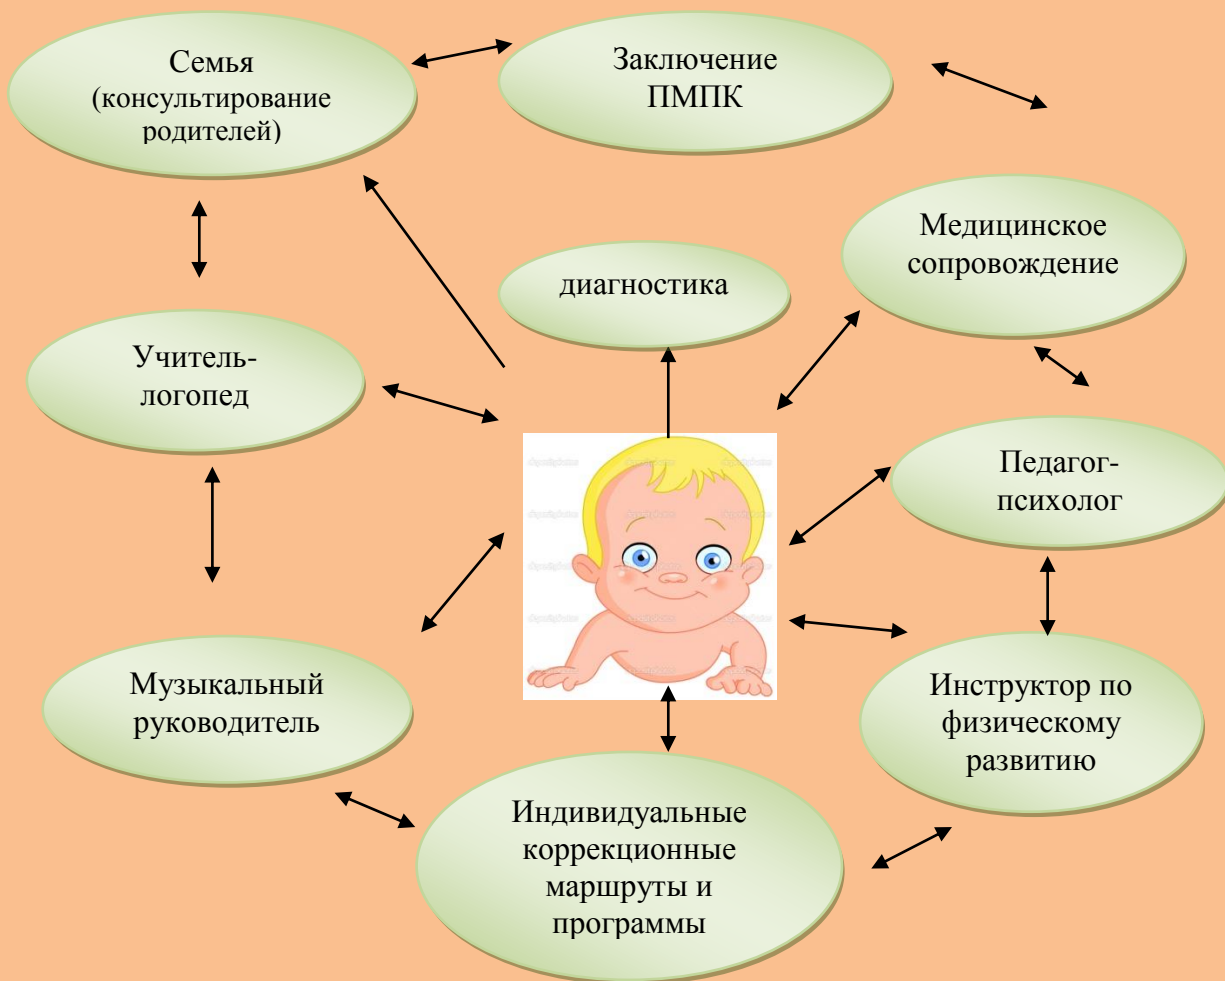 Семья
(консультирование
родителей)
Заключение
ПМПК
Медицинское
сопровождение
диагностика
Учитель-
логопед
Педагог-
психолог
Музыкальный
руководитель
Инструктор по
физическому
развитию
Индивидуальные
коррекционные
маршруты и
программы